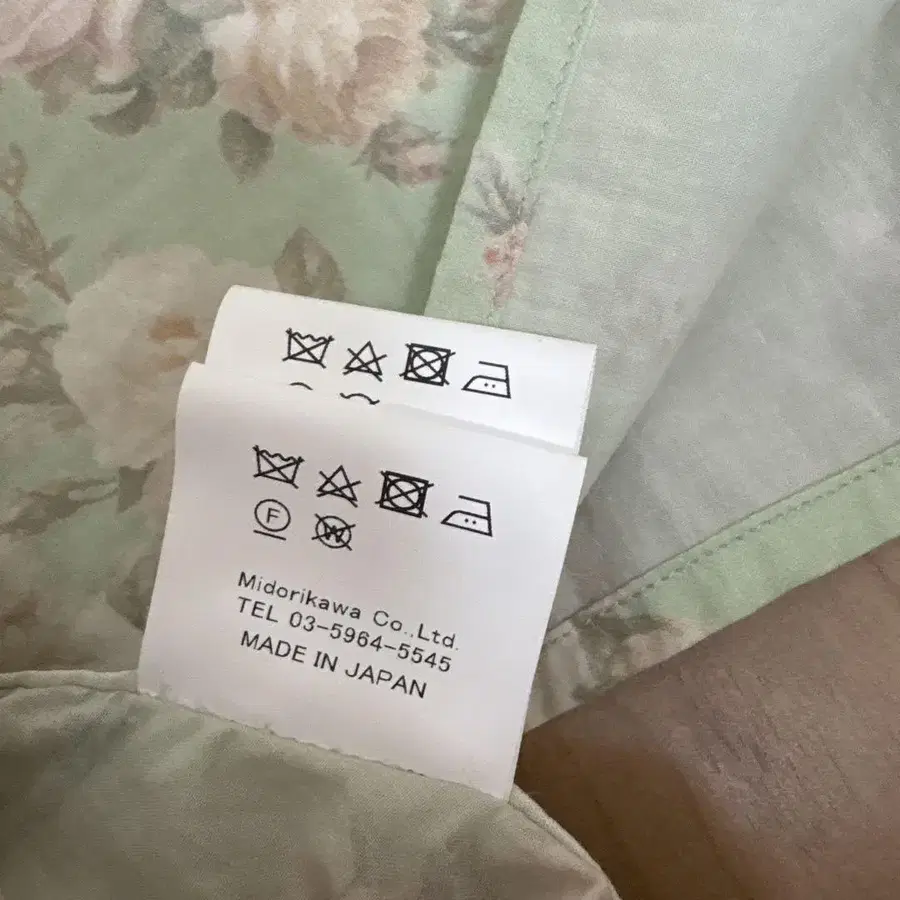 F W
Midorikawa Co.,Ltd.
TEL 03-5964-5545
MADE IN JAPAN